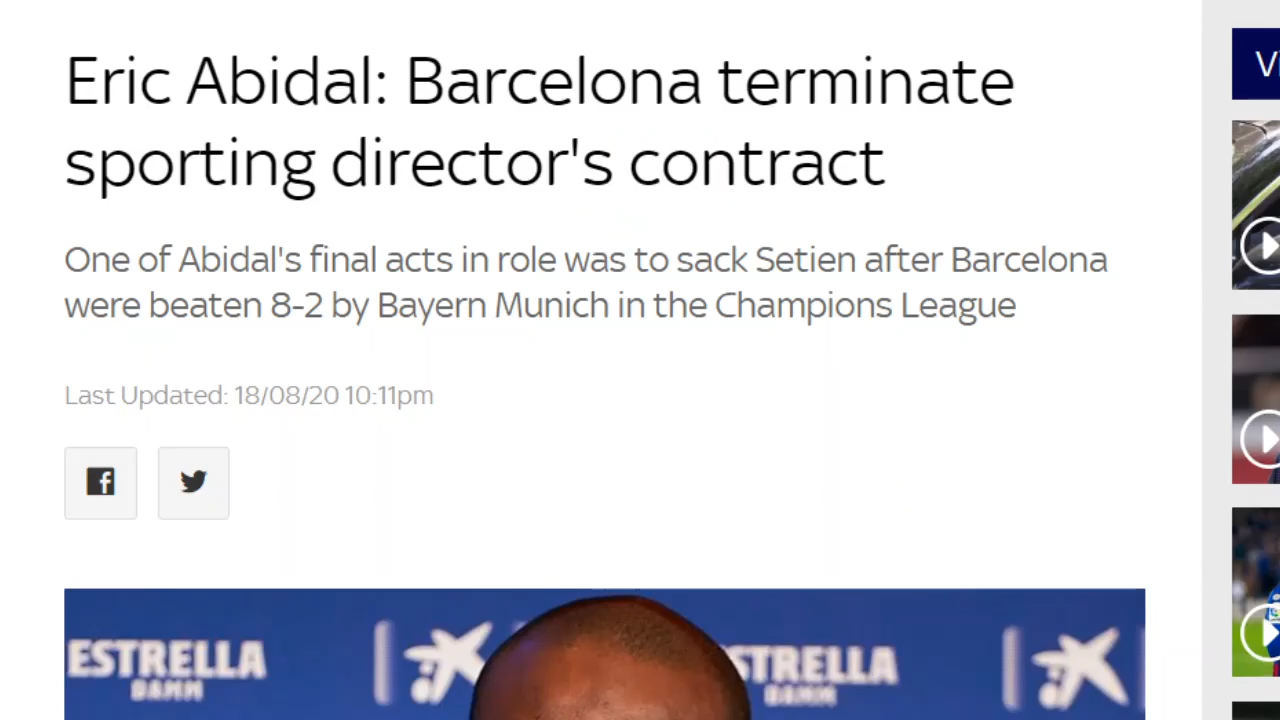 Eric Abidal: Barcelona terminate
sporting director's contract
One of Abidal's final acts in role was to sack Setien after Barcelona
were beaten 8-2 by Bayern Munich in the Champions League
Last Updated: 18/08/20 10:11pm
ESTRELLA
DAMM
STRELLA
DAMM